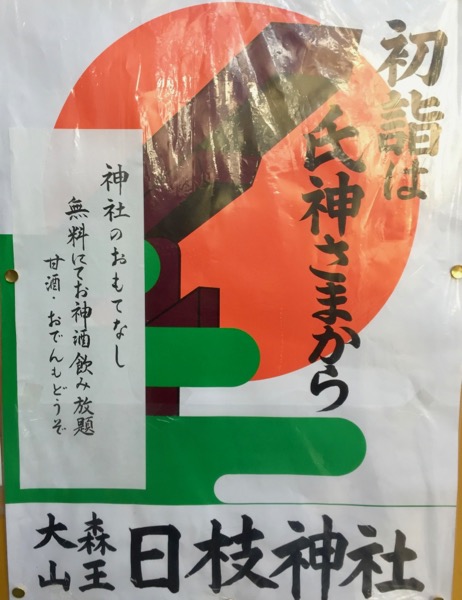 初詣は
氏神さまから
神社のおもてなし
無料にてお神酒飲み放題
甘酒・おでんもどうぞ
大森
山王
日枝神社